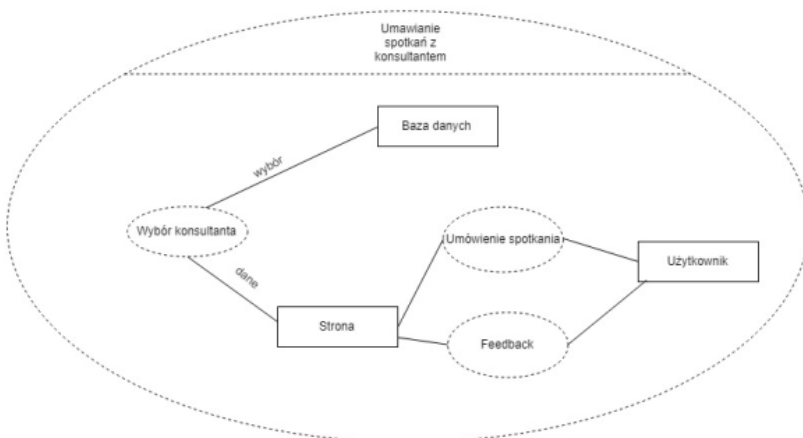 Umawianie
spotkań z
konsultantem
Baza danych
wybór
Wybór konsultanta
Umówienie spotkania
Użytkownik
dane
Strona
Feedback